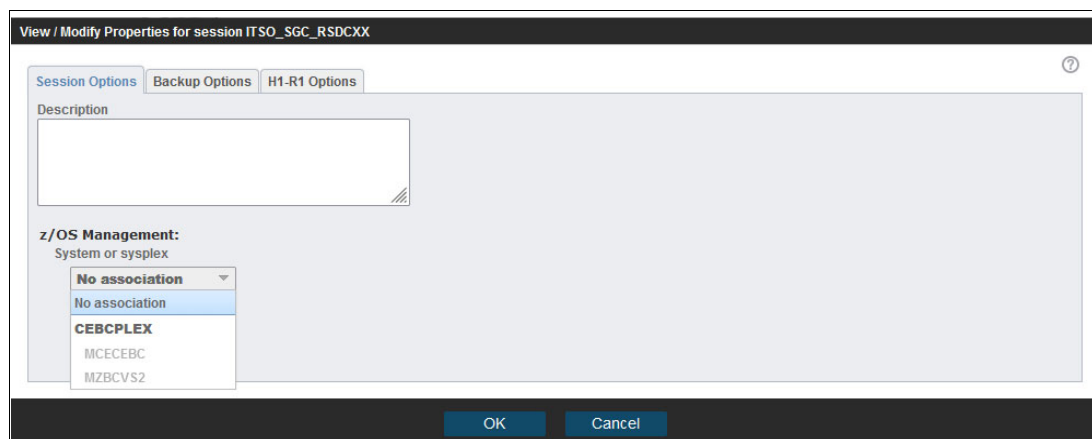 View / Modify Properties for session ITSO_SGC_RSDCXX
?
Session Options Backup Options H1-R1 Options
Description
z/OS Management:
System or sysplex
No association
No association
CEBCPLEX
MCECEBC
MZBCVS2
OK Cancel